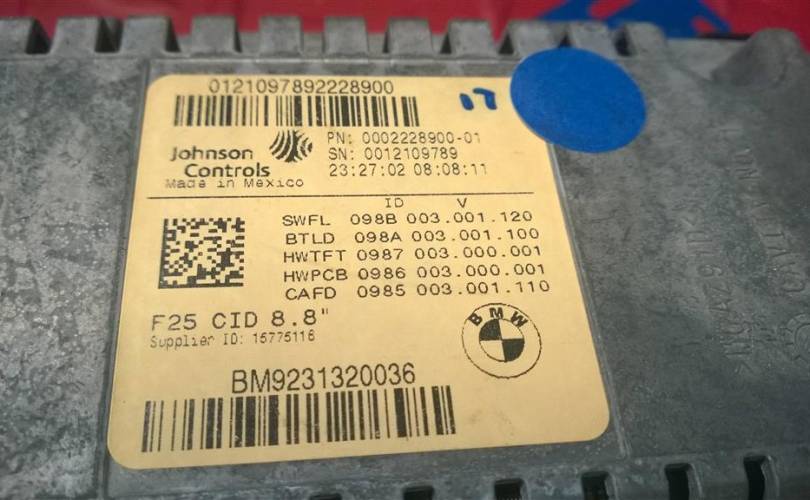 0121097892228900
17
Johnson
Controls
Made in Mexico
PN: 0002228900-01
SN: 0012109789
23:27:02 08:08:11
ID V
SWFL 098B 003.001.120
BTLD 098A 003.001.100
HWTFT 0987 003.000.001
HWPCB 0986 003.000.001
CAFD 0985 003.001.110
F25 CID 8.8"
Supplier ID: 15775116
BMW
BM9231320036